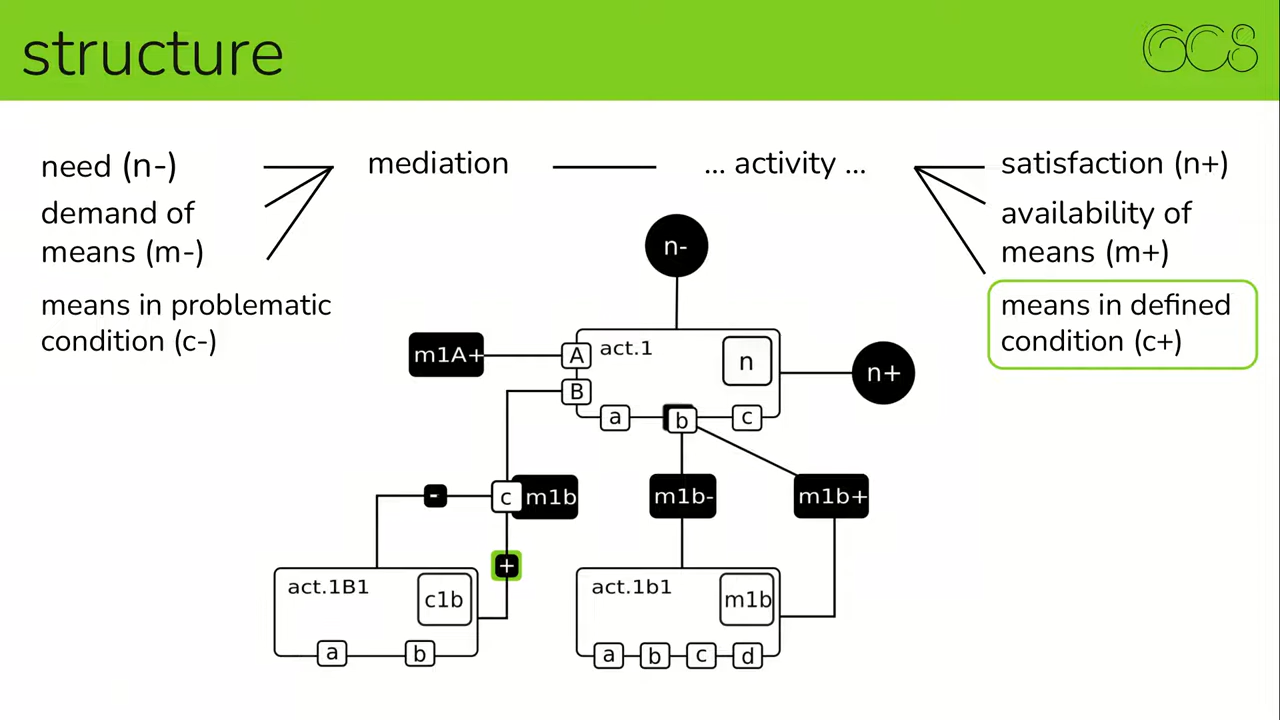 structure
GCS
need (n-)
mediation
... activity ...
satisfaction (n+)
demand of
means (m-)
availability of
means (m+)
means in problematic
condition (c-)
means in defined
condition (c+)
n-
m1A+
A
act.1
n
n+
B
a
b
c
-
c
m1b
m1b-
m1b+
+
act.1B1
c1b
a
b
act.1b1
m1b
a
b
c
d